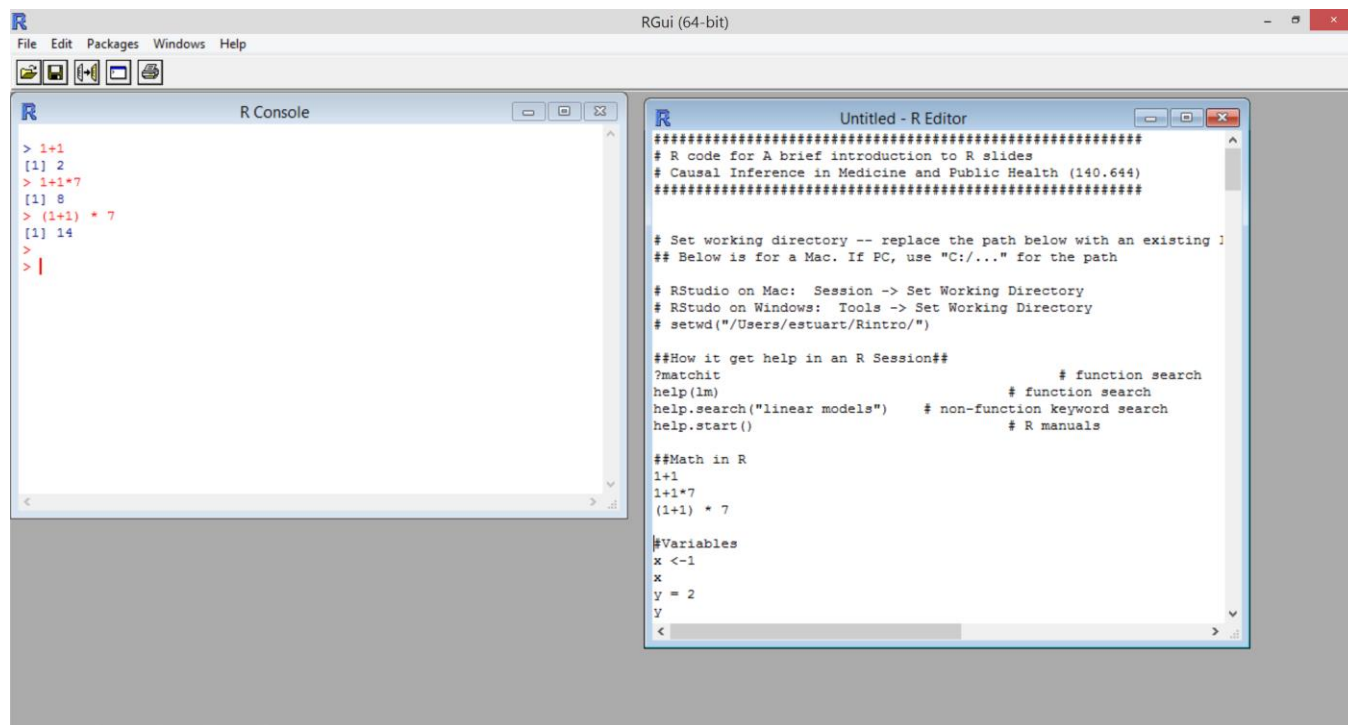 RGui (64-bit)
File Edit Packages Windows Help
R Console
> 1+1
[1] 2
> 1+1*7
[1] 8
> (1+1) * 7
[1] 14
>
>
Untitled - R Editor
##########################################################
# R code for A brief introduction to R slides
# Causal Inference in Medicine and Public Health (140.644)
##########################################################
# Set working directory -- replace the path below with an existing
## Below is for a Mac. If PC, use "C:/..." for the path
# RStudio on Mac:  Session -> Set Working Directory
# RStudo on Windows:  Tools -> Set Working Directory
# setwd("/Users/estuart/Rintro/")
##How it get help in an R Session##
?matchit # function search
help(lm) # function search
help.search("linear models") # non-function keyword search
help.start() # R manuals
##Math in R
1+1
1+1*7
(1+1) * 7
#Variables
x <-1
x
y = 2
y